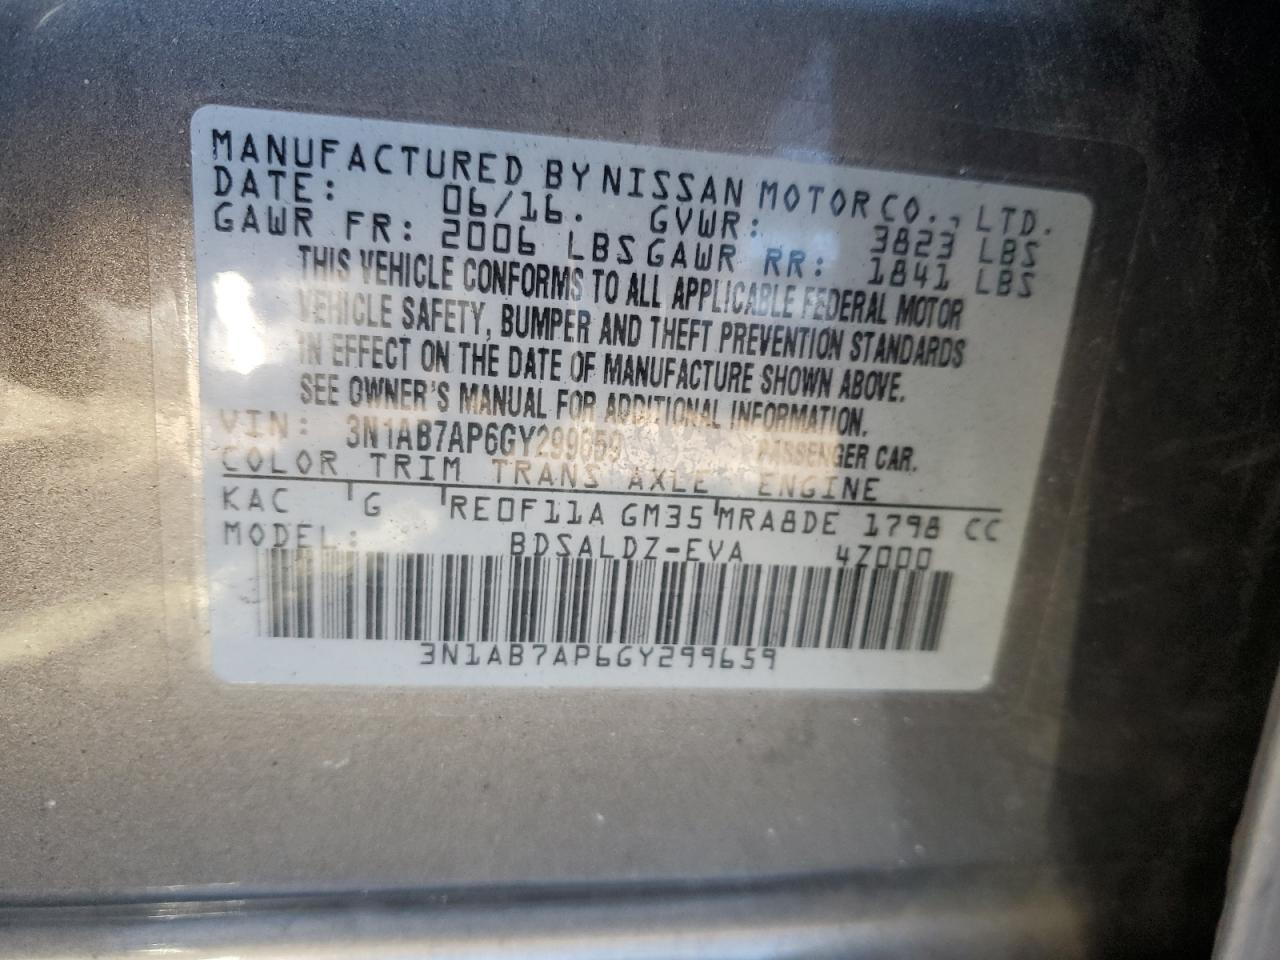 MANUFACTURED BY NISSAN MOTOR CO., LTD.
DATE: 06/16. GVWR: 3823 LBS
GAWR FR: 2006 LBS GAWR RR: 1841 LBS
THIS VEHICLE CONFORMS TO ALL APPLICABLE FEDERAL MOTOR
VEHICLE SAFETY, BUMPER AND THEFT PREVENTION STANDARDS
IN EFFECT ON THE DATE OF MANUFACTURE SHOWN ABOVE.
SEE OWNER'S MANUAL FOR ADDITIONAL INFORMATION.
VIN: 3N1AB7AP6GY299659 PASSENGER CAR.
COLOR TRIM TRANS AXLE ENGINE
KAC G RE0F11A GM35 MRA8DE 1798 CC
MODEL: BDSALDZ-EVA 4Z000
3N1AB7AP6GY299659